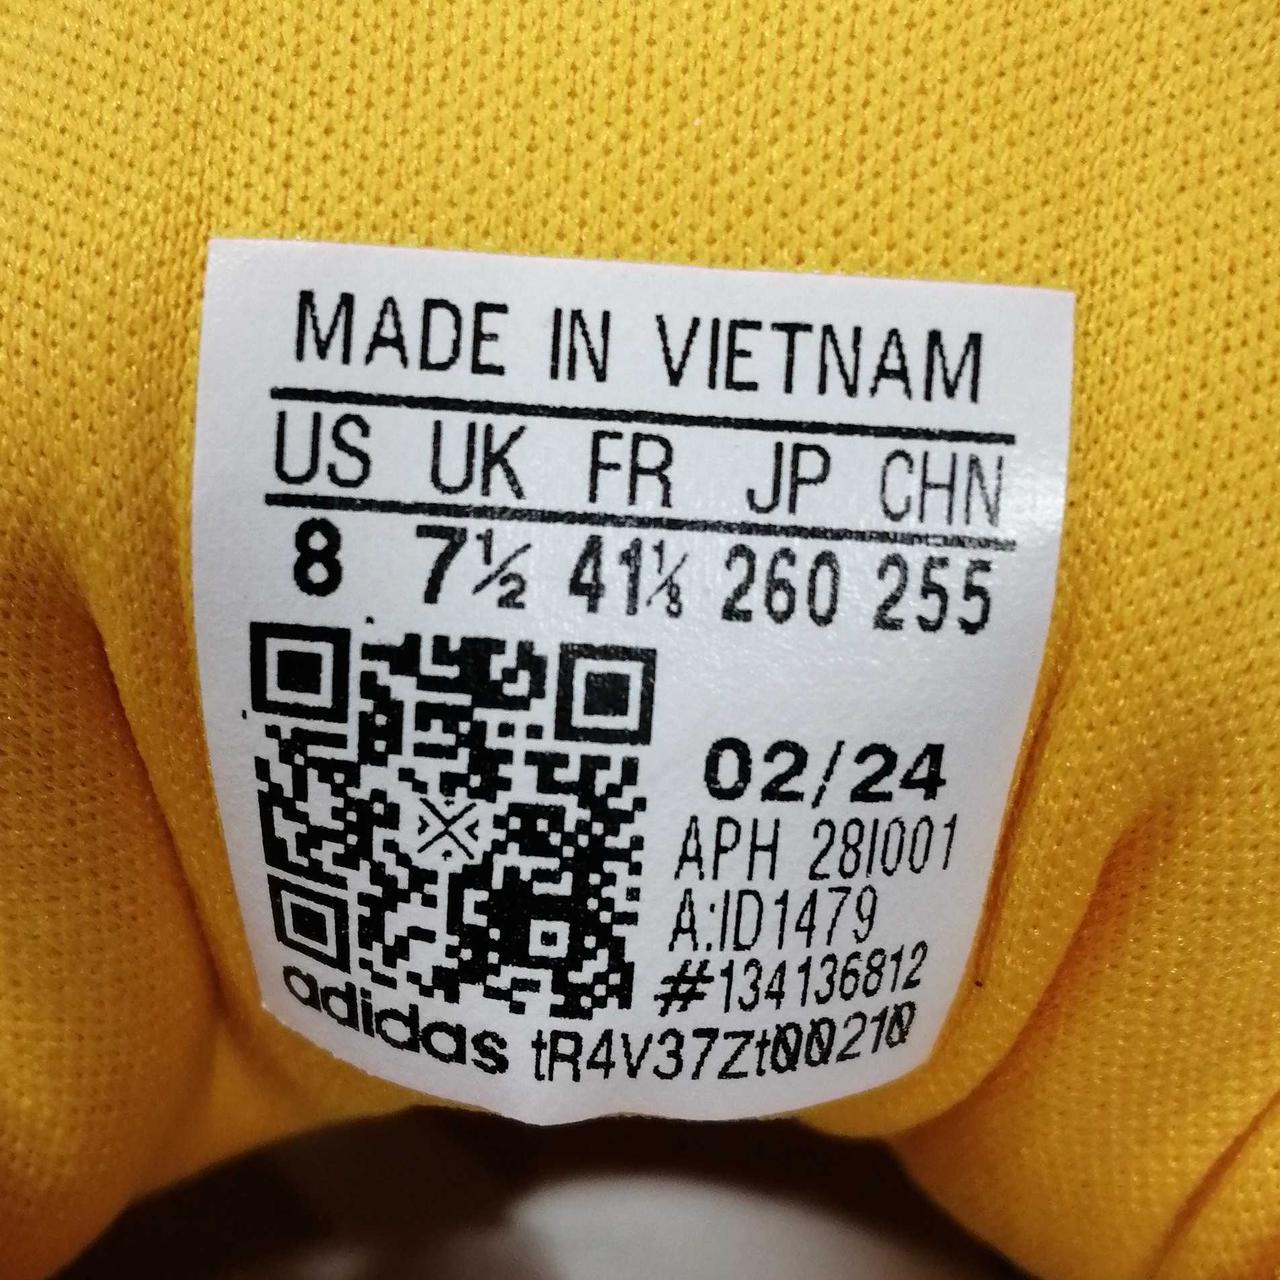 MADE IN VIETNAM
US UK FR JP CHN
8 7½ 41⅓ 260 255
02/24
APH 28I001
A:ID1479
#134136812
adidas tR4V37Zt00210